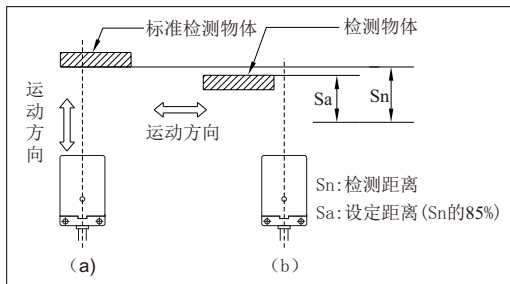 标准检测物体
检测物体
运动方向
运动方向
Sa
Sn
Sn:检测距离
Sa:设定距离(Sn的85%)
(a)
(b)